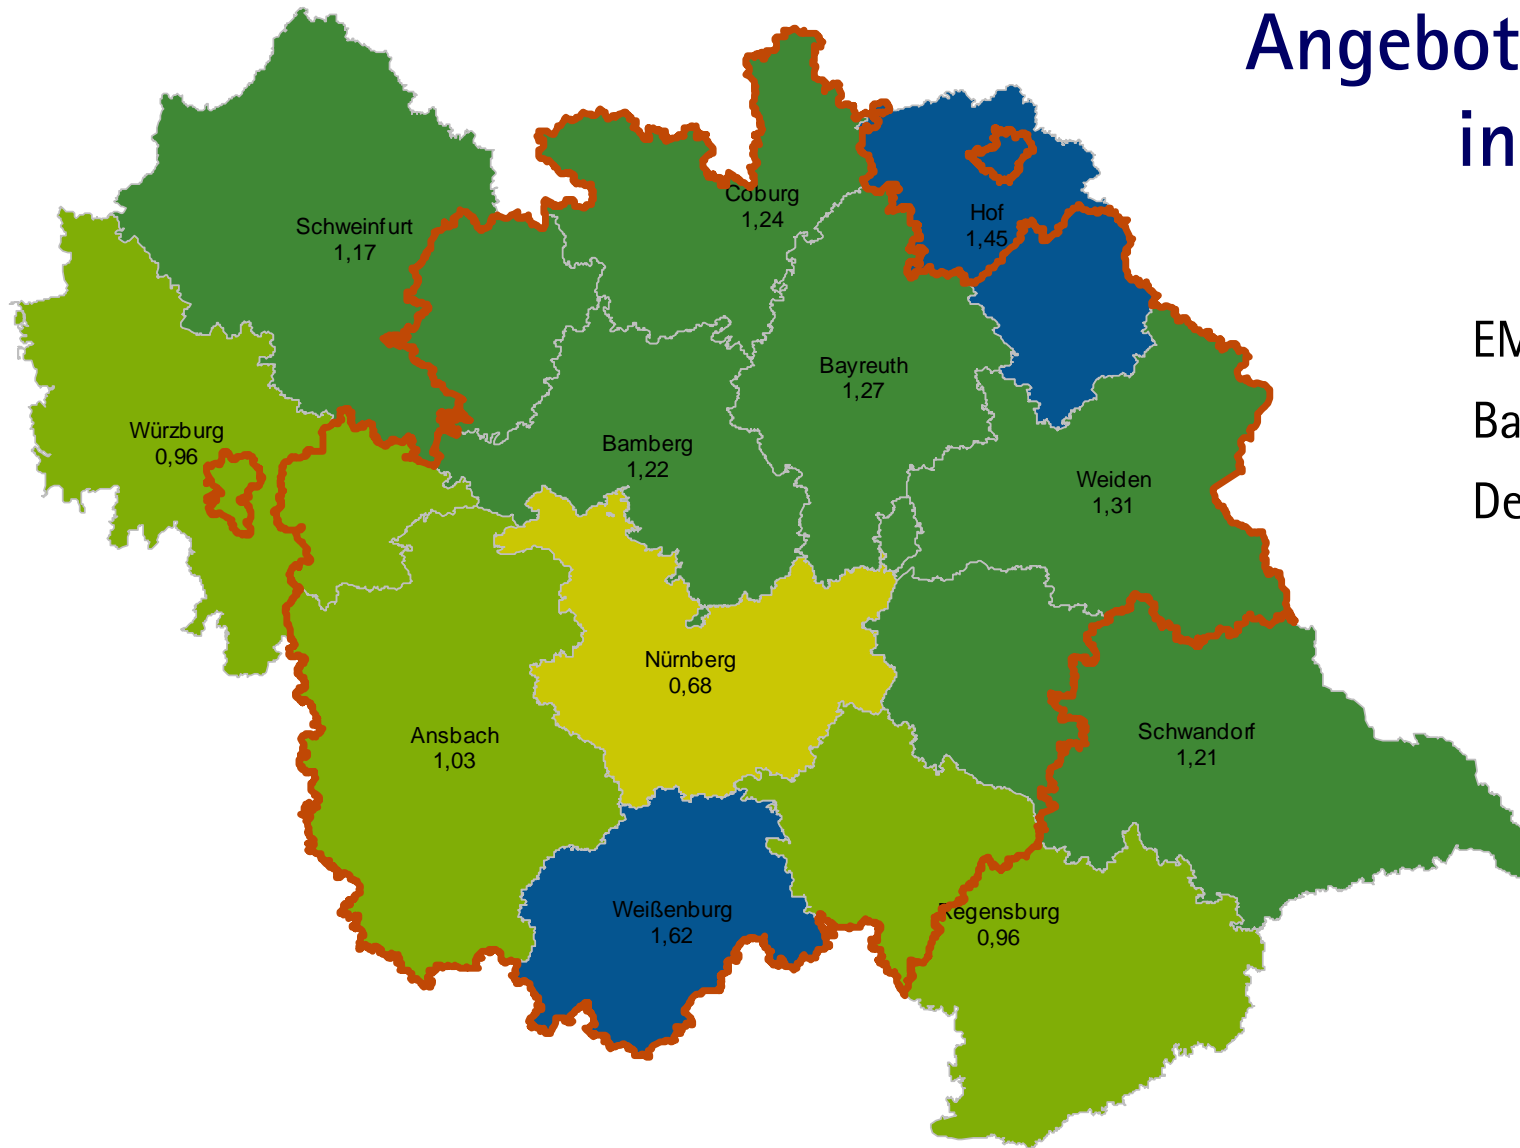 Angebot
in
Coburg
1,24
Hof
1,45
Schweinfurt
1,17
EM
Bayreuth
1,27
Ba
Würzburg
0,96
Bamberg
1,22
Weiden
1,31
De
Nürnberg
0,68
Ansbach
1,03
Schwandorf
1,21
Weißenburg
1,62
Regensburg
0,96